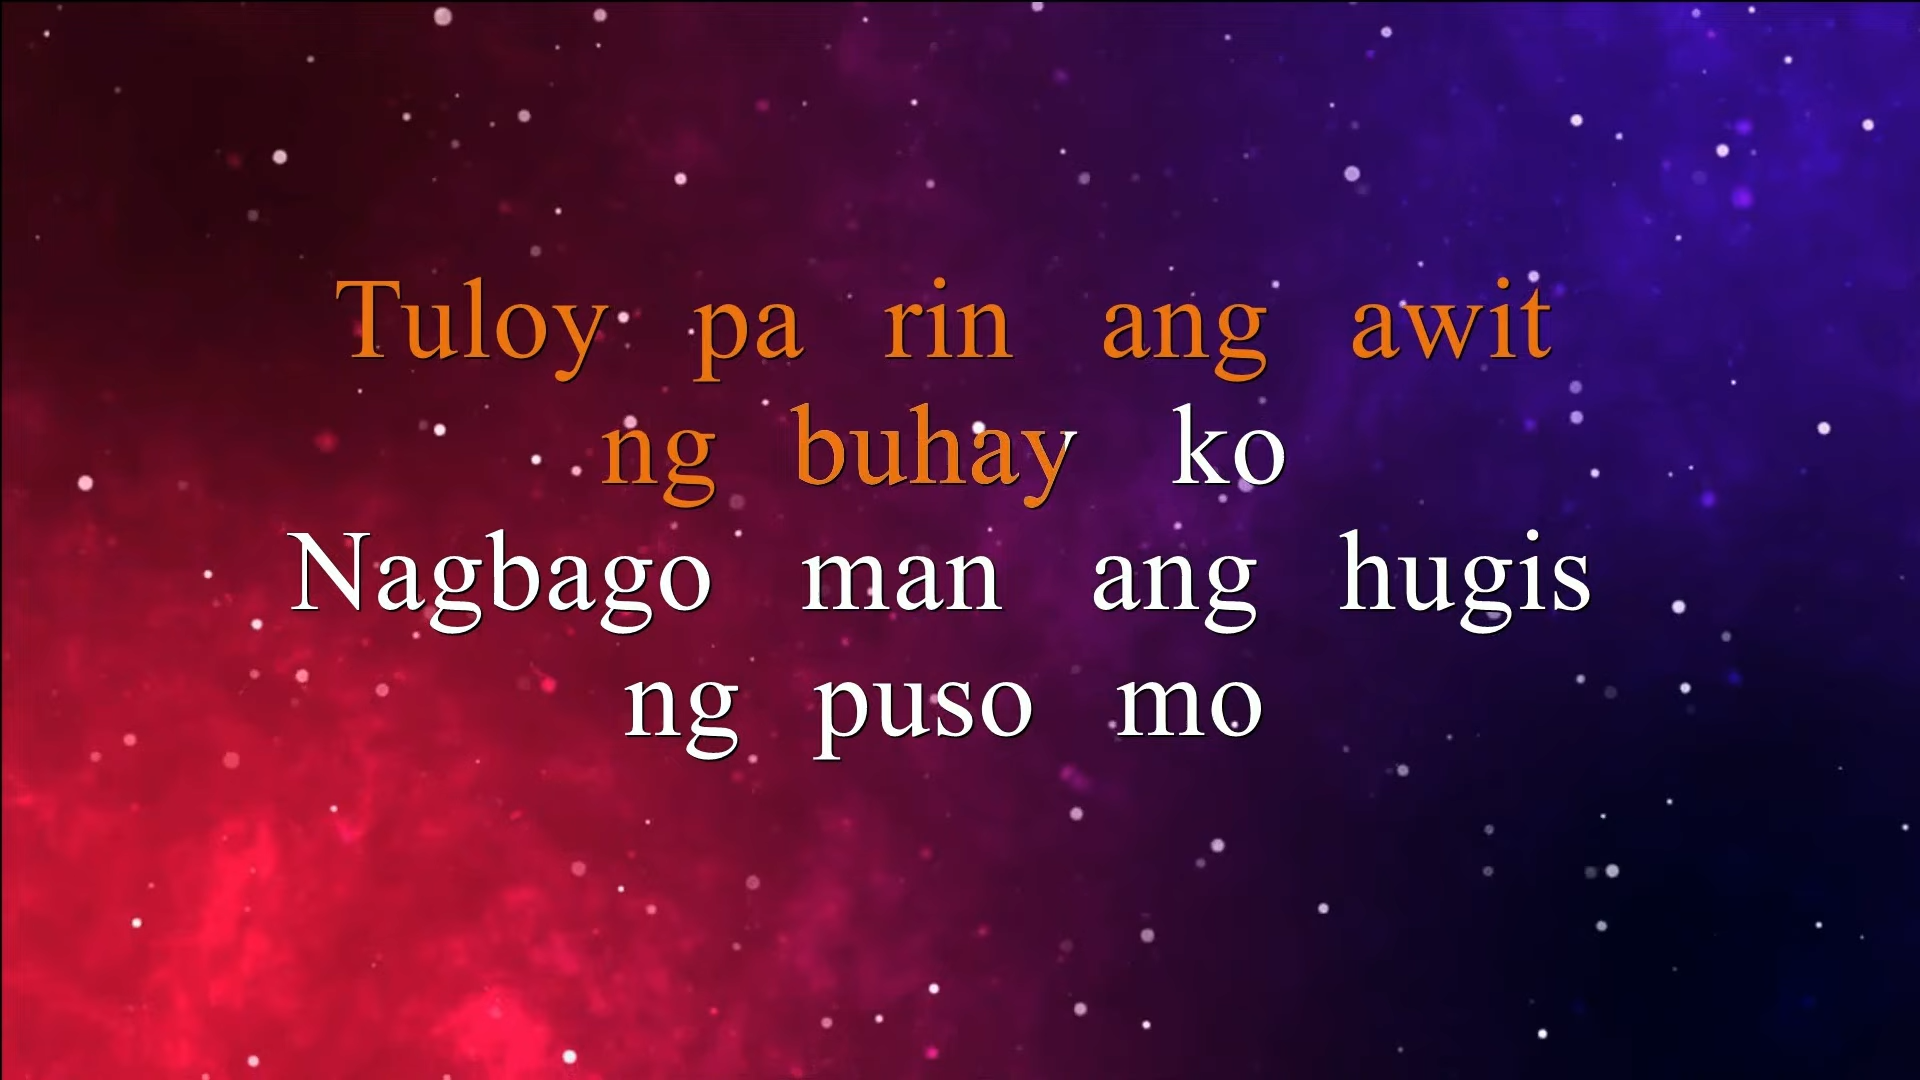 Tuloy pa rin ang awit
ng buhay ko
Nagbago man ang hugis
ng puso mo